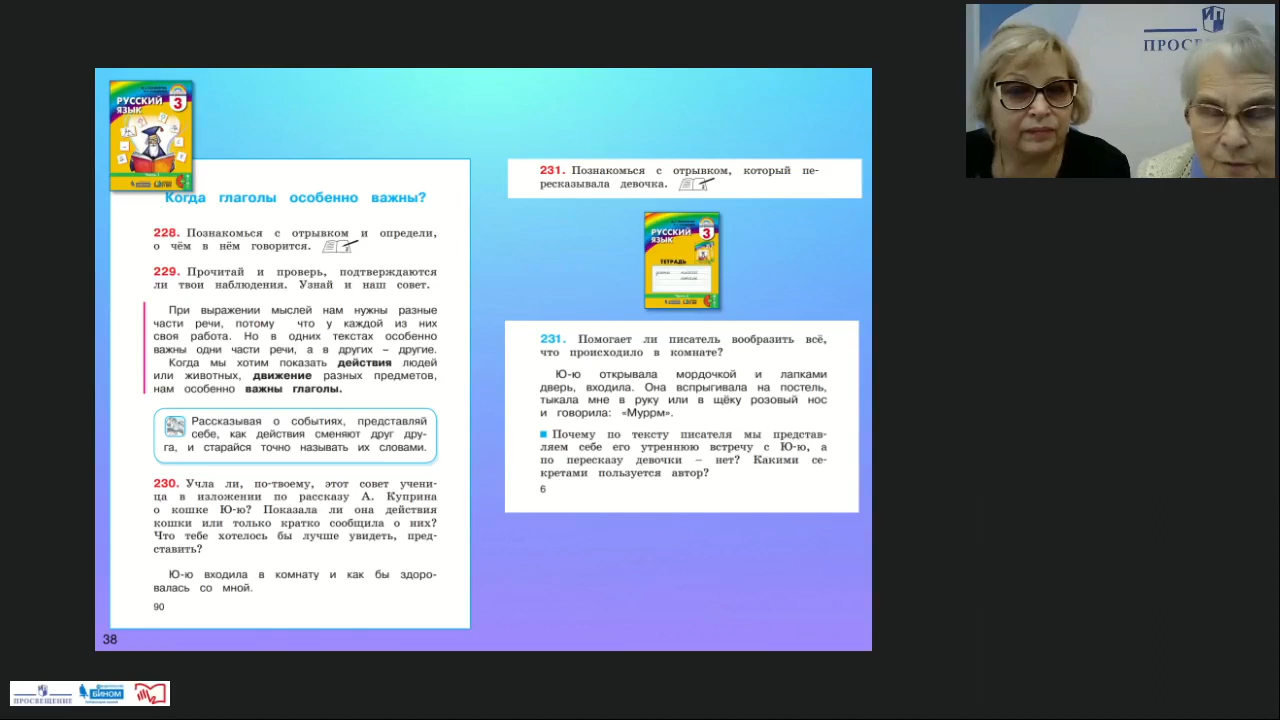 РУССКИЙ
ЯЗЫК
3
Когда глаголы особенно важны?
228. Познакомься с отрывком и определи,
о чём в нём говорится.
229. Прочитай и проверь, подтверждаются
ли твои наблюдения. Узнай и наш совет.
При выражении мыслей нам нужны разные
части речи, потому что у каждой из них
своя работа. Но в одних текстах особенно
важны одни части речи, а в других – другие.
Когда мы хотим показать действия людей
или животных, движение разных предметов,
нам особенно важны глаголы.
Рассказывая о событиях, представляй
себе, как действия сменяют друг дру-
га, и старайся точно называть их словами.
230. Учла ли, по-твоему, этот совет учени-
ца в изложении по рассказу А. Куприна
о кошке Ю-ю? Показала ли она действия
кошки или только кратко сообщила о них?
Что тебе хотелось бы лучше увидеть, пред-
ставить?
Ю-ю входила в комнату и как бы здоро-
валась со мной.
90
38
231. Познакомься с отрывком, который пе-
ресказывала девочка.
РУССКИЙ
ЯЗЫК
3
ТЕТРАДЬ
231. Помогает ли писатель вообразить всё,
что происходило в комнате?
Ю-ю открывала мордочкой и лапками
дверь, входила. Она вспрыгивала на постель,
тыкала мне в руку или в щёку розовый нос
и говорила: «Муррм».
Почему по тексту писателя мы представ-
ляем себе его утреннюю встречу с Ю-ю, а
по пересказу девочки – нет? Какими се-
кретами пользуется автор?
6
ПРОСВ
ПРОСВЕЩЕНИЕ
БИНОМ